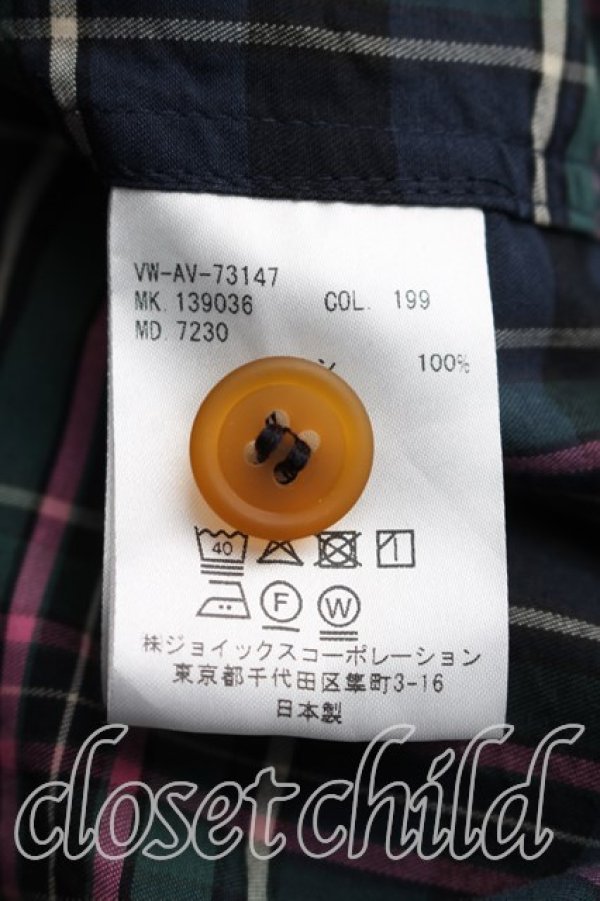 VW-AV-73147
MK. 139036 COL. 199
MD. 7230
100%
40
F W
株ジョイックスコーポレーション
東京都千代田区隼町3-16
日本製
closet child